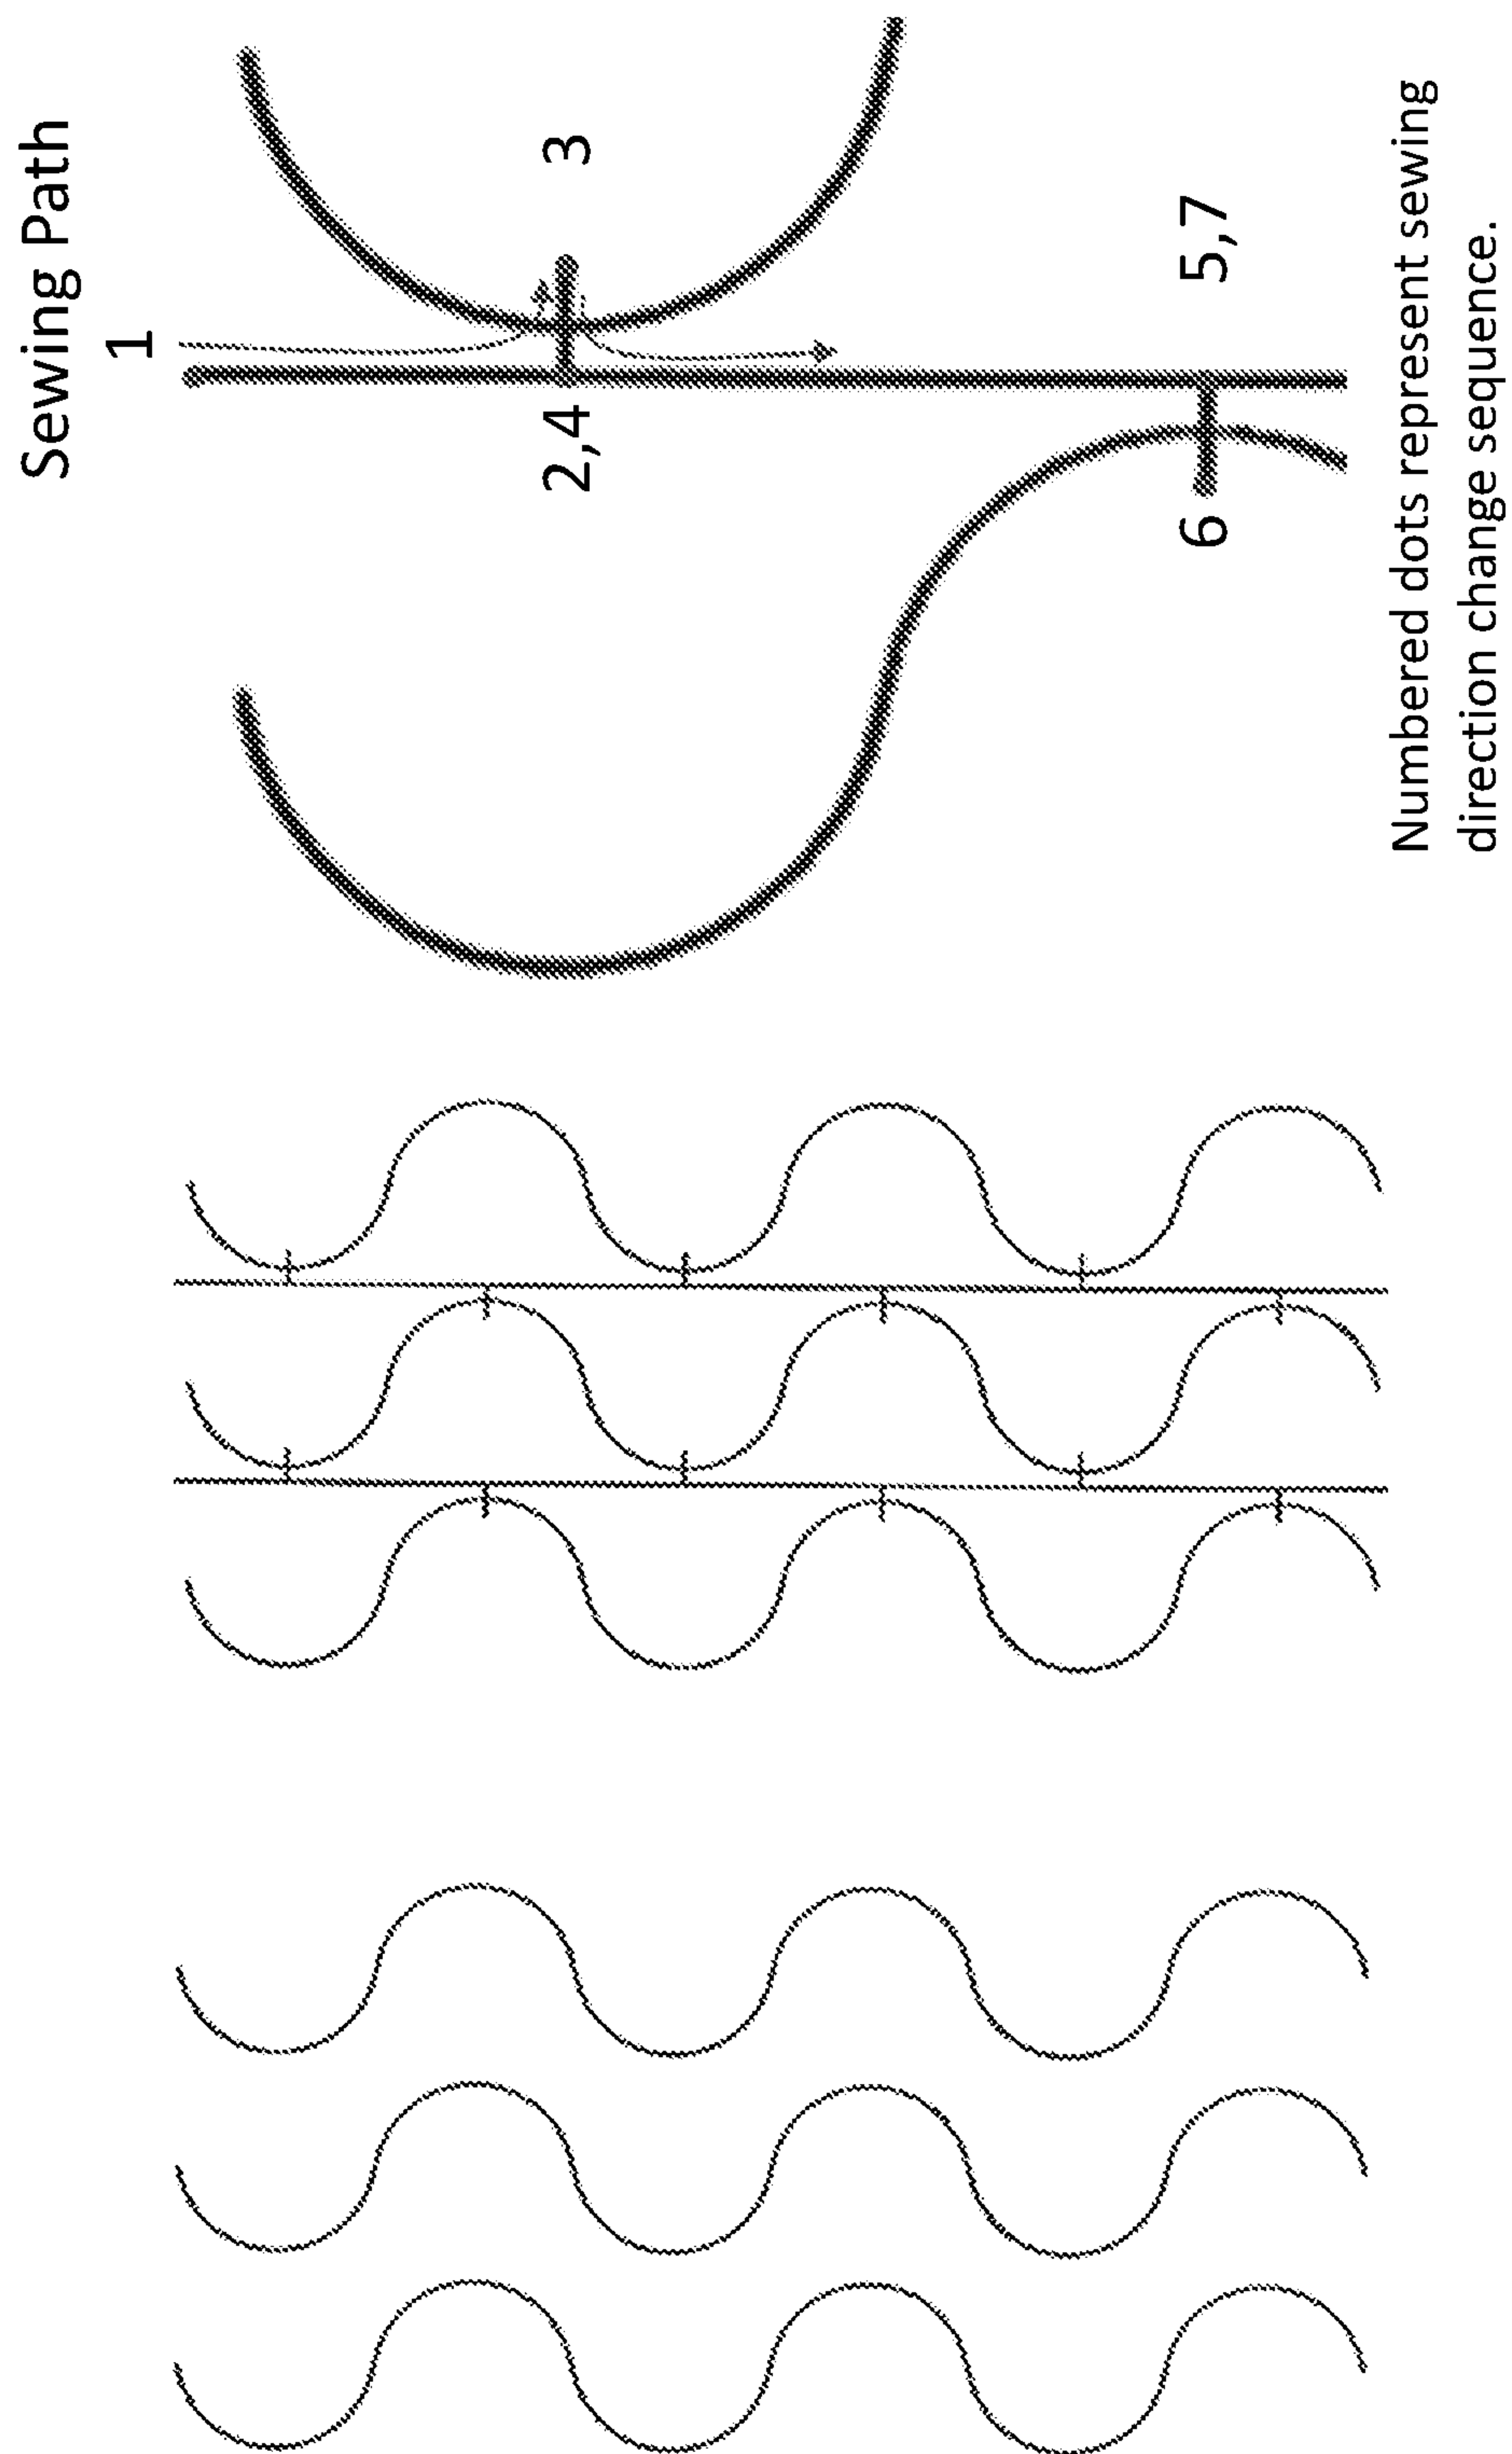 Sewing Path
1
2,4
3
5,7
6
Numbered dots represent sewing
direction change sequence.